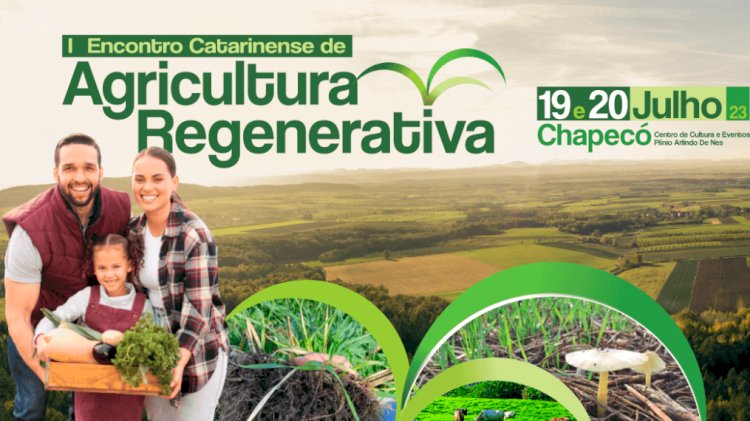 I Encontro Catarinense de
Agricultura
Regenerativa
19 e 20 Julho 23
Chapecó
Centro de Cultura e Eventos
Plínio Arlindo De Nes